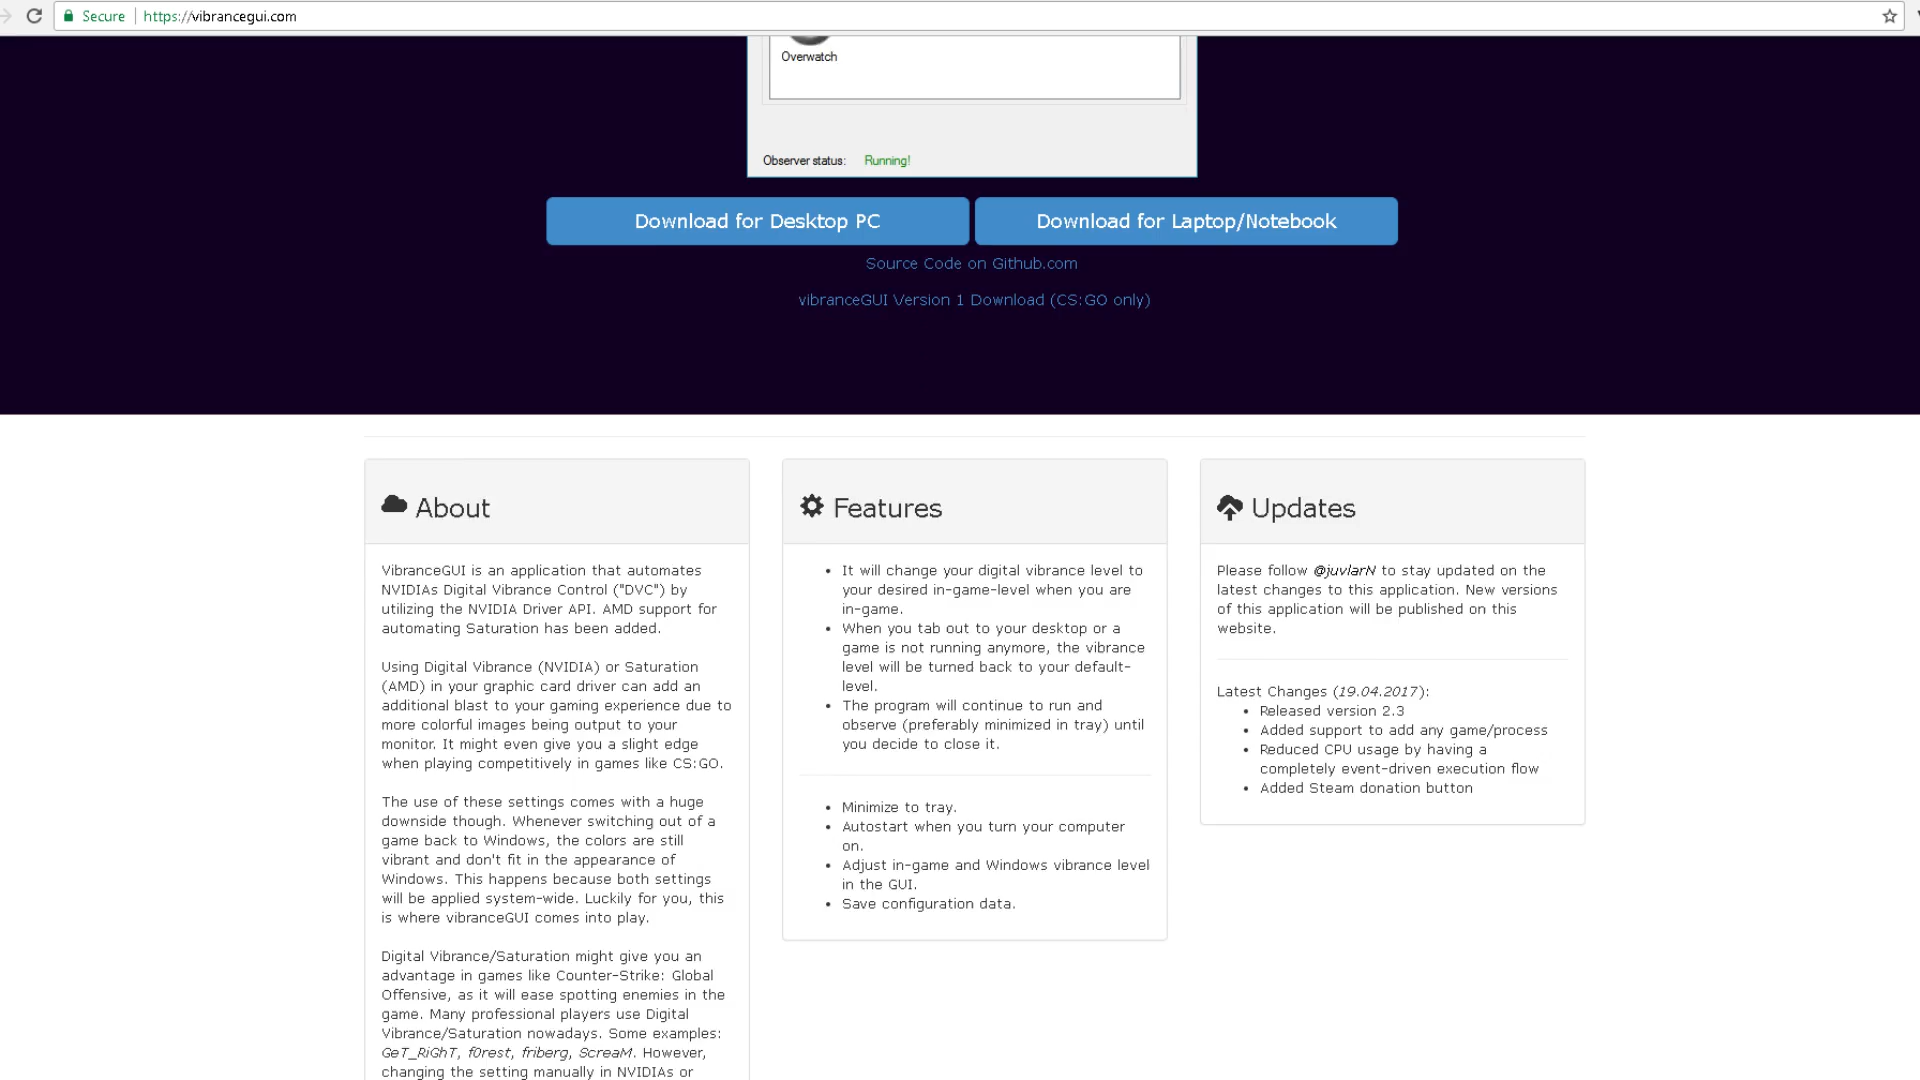 Secure
https://vibrancegui.com
Overwatch
Observer status: Running!
Download for Desktop PC
Download for Laptop/Notebook
Source Code on Github.com
vibranceGUI Version 1 Download (CS:GO only)
About
VibranceGUI is an application that automates
NVIDIAs Digital Vibrance Control ("DVC") by
utilizing the NVIDIA Driver API. AMD support for
automating Saturation has been added.
Using Digital Vibrance (NVIDIA) or Saturation
(AMD) in your graphic card driver can add an
additional blast to your gaming experience due to
more colorful images being output to your
monitor. It might even give you a slight edge
when playing competitively in games like CS:GO.
The use of these settings comes with a huge
downside though. Whenever switching out of a
game back to Windows, the colors are still
vibrant and don't fit in the appearance of
Windows. This happens because both settings
will be applied system-wide. Luckily for you, this
is where vibranceGUI comes into play.
Digital Vibrance/Saturation might give you an
advantage in games like Counter-Strike: Global
Offensive, as it will ease spotting enemies in the
game. Many professional players use Digital
Vibrance/Saturation nowadays. Some examples:
GeT_RiGhT, f0rest, friberg, ScreaM. However,
changing the setting manually in NVIDIAs or
Features
• It will change your digital vibrance level to
your desired in-game-level when you are
in-game.
• When you tab out to your desktop or a
game is not running anymore, the vibrance
level will be turned back to your default-
level.
• The program will continue to run and
observe (preferably minimized in tray) until
you decide to close it.
• Minimize to tray.
• Autostart when you turn your computer
on.
• Adjust in-game and Windows vibrance level
in the GUI.
• Save configuration data.
Updates
Please follow @juvlarN to stay updated on the
latest changes to this application. New versions
of this application will be published on this
website.
Latest Changes (19.04.2017):
• Released version 2.3
• Added support to add any game/process
• Reduced CPU usage by having a
completely event-driven execution flow
• Added Steam donation button